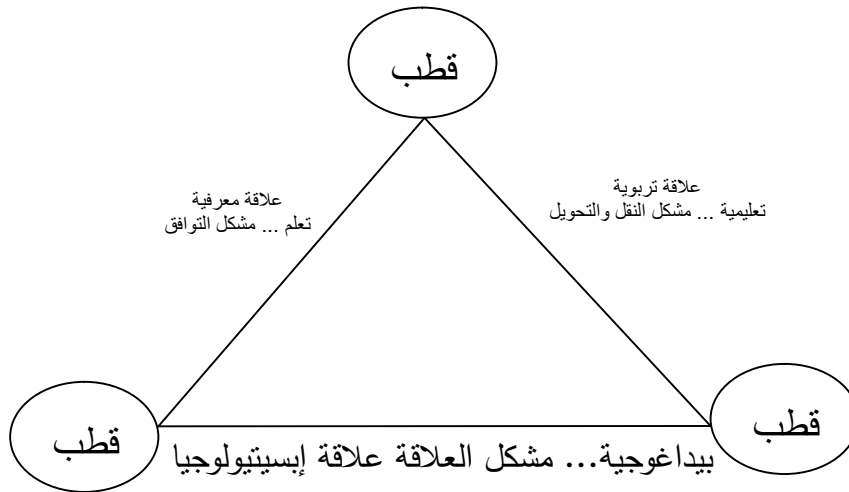 قطب
علاقة تربوية
تعليمية ... مشكل النقل والتحويل
علاقة معرفية
تعلم ... مشكل التوافق
قطب
قطب
بيداغوجية... مشكل العلاقة علاقة إبسيتيولوجيا